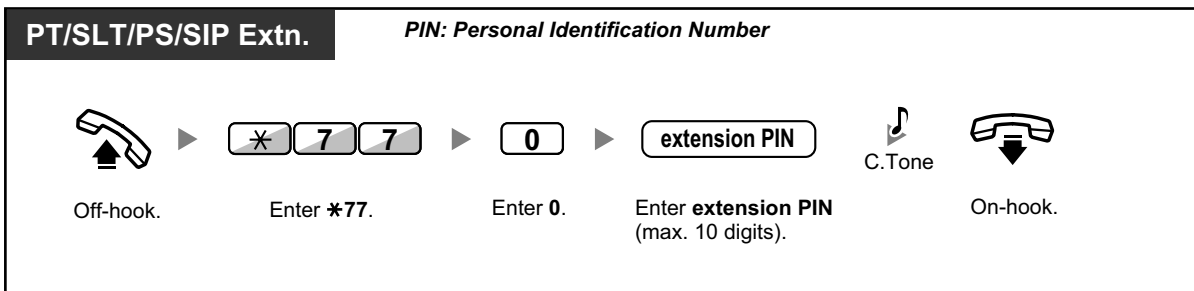 PT/SLT/PS/SIP Extn.
PIN: Personal Identification Number
* 7 7
0
extension PIN
C.Tone
Off-hook.
Enter *77.
Enter 0.
Enter extension PIN
(max. 10 digits).
On-hook.